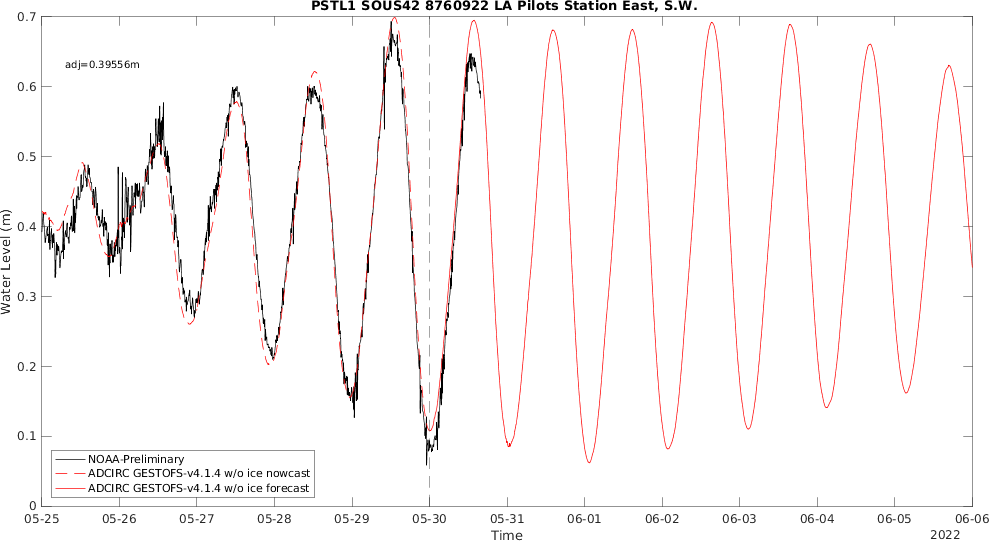 PSTL1 SOUS42 8760922 LA Pilots Station East, S.W.
0.7
adj=0.39556m
0.6
0.5
0.4
Water Level (m)
0.3
0.2
0.1
NOAA-Preliminary
ADCIRC GESTOFS-v4.1.4 w/o ice nowcast
ADCIRC GESTOFS-v4.1.4 w/o ice forecast
0
05-25 05-26 05-27 05-28 05-29 05-30 05-31 06-01 06-02 06-03 06-04 06-05 06-06
Time
2022